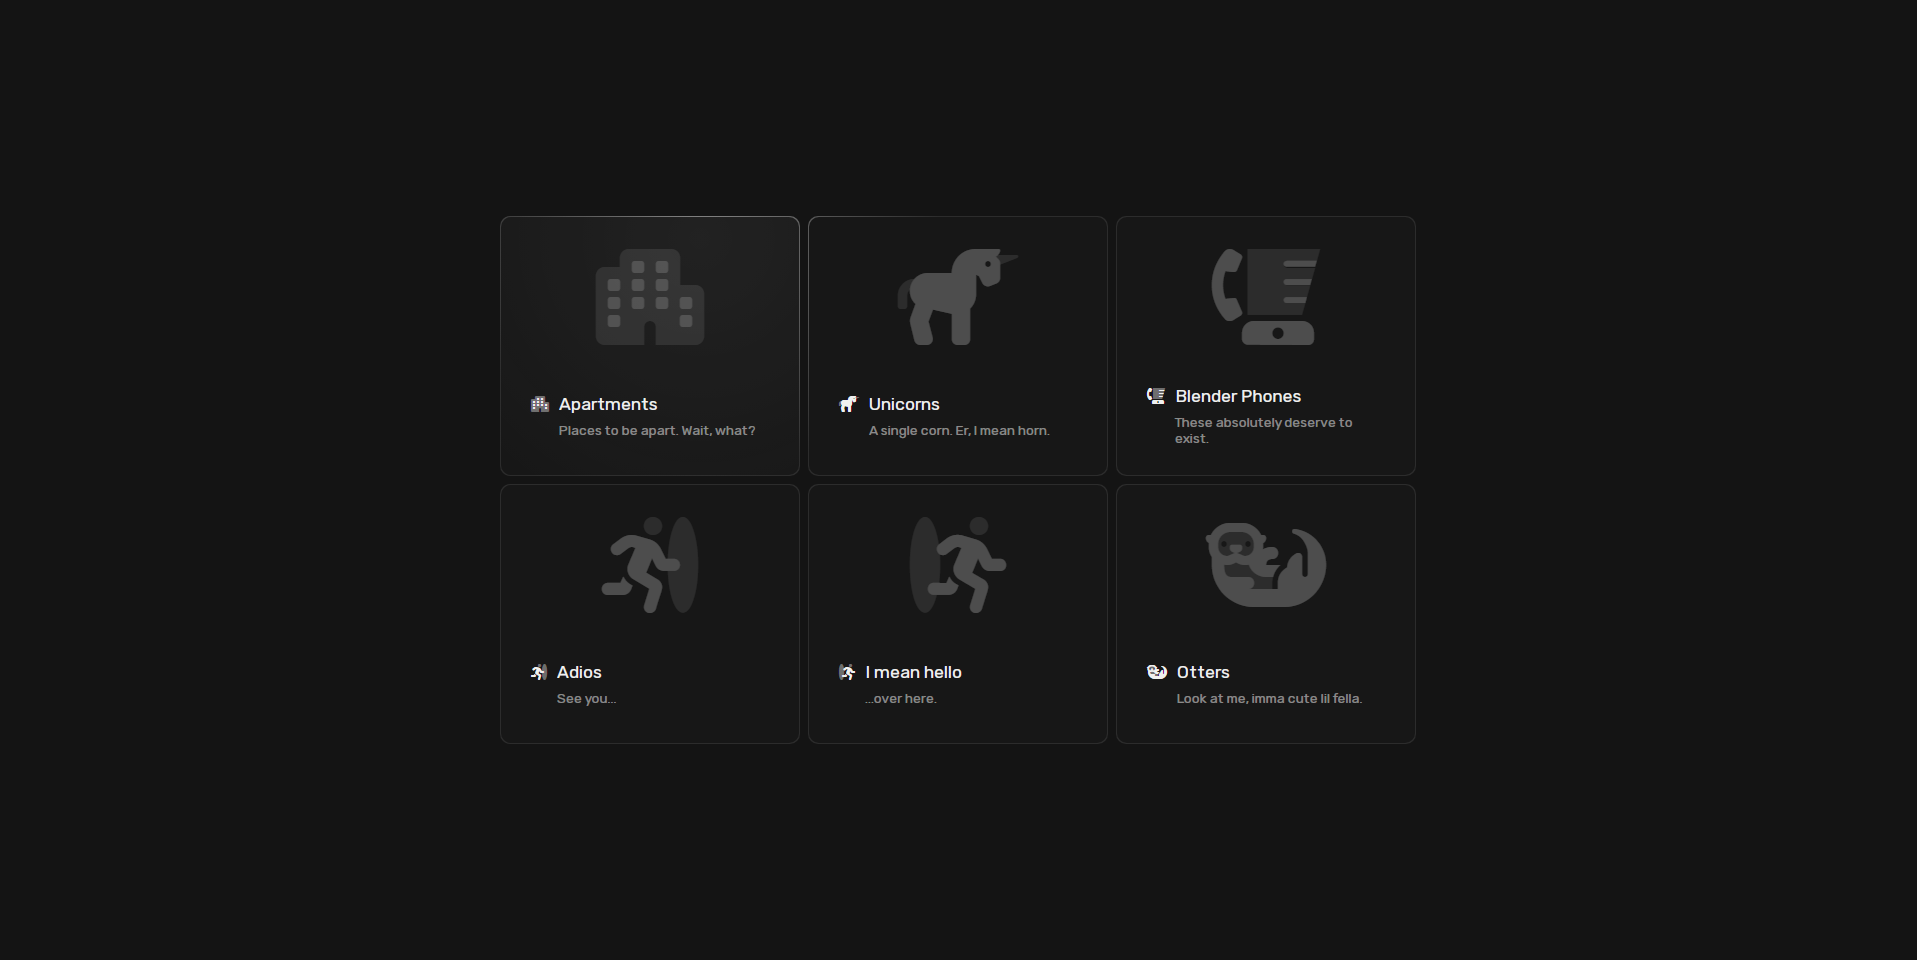 Apartments
Places to be apart. Wait, what?
Unicorns
A single corn. Er, I mean horn.
Blender Phones
These absolutely deserve to
exist.
Adios
See you...
I mean hello
...over here.
Otters
Look at me, imma cute lil fella.